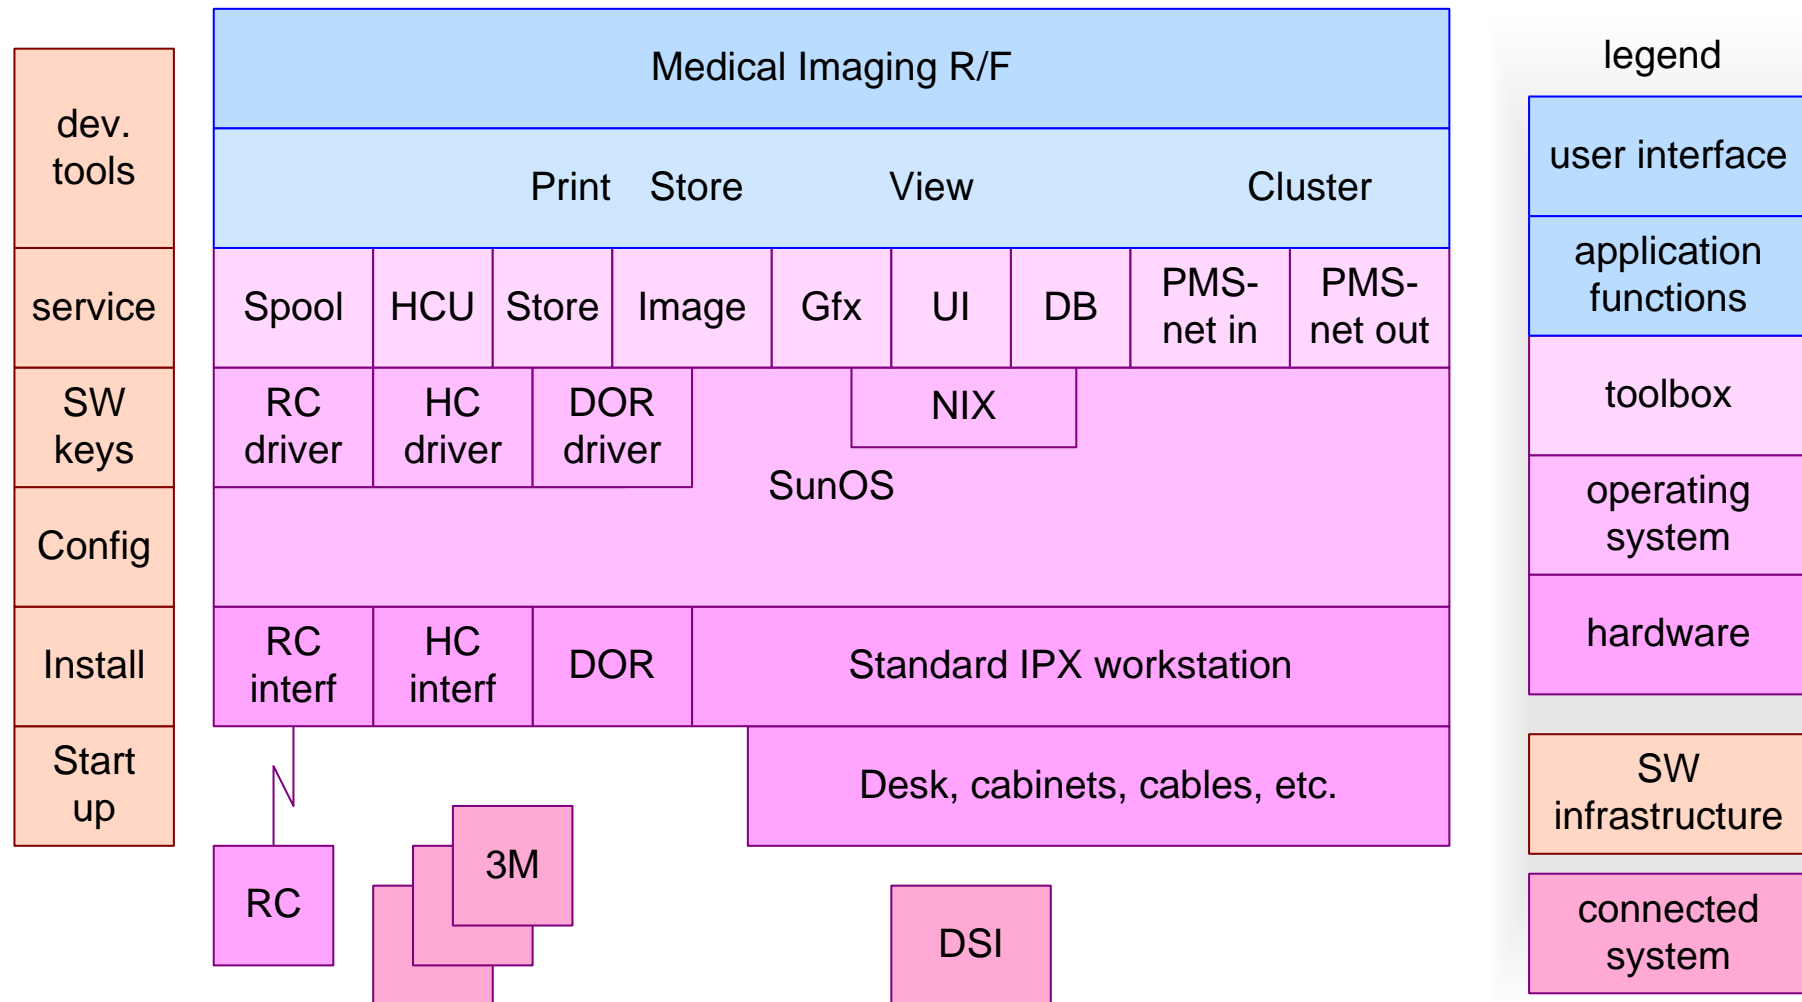 Medical Imaging R/F
Print Store View Cluster
dev.
tools
service
SW
keys
Config
Install
Start
up
Spool
HCU
Store
Image
Gfx
UI
DB
PMS-
net in
PMS-
net out
RC
driver
HC
driver
DOR
driver
NIX
SunOS
RC
interf
HC
interf
DOR
Standard IPX workstation
Desk, cabinets, cables, etc.
RC
3M
DSI
legend
user interface
application
functions
toolbox
operating
system
hardware
SW
infrastructure
connected
system